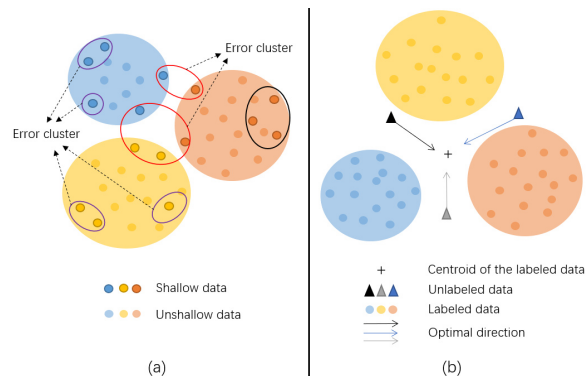 Error cluster
Error cluster
Shallow data
Unshallow data
(a)
Centroid of the labeled data
Unlabeled data
Labeled data
Optimal direction
(b)